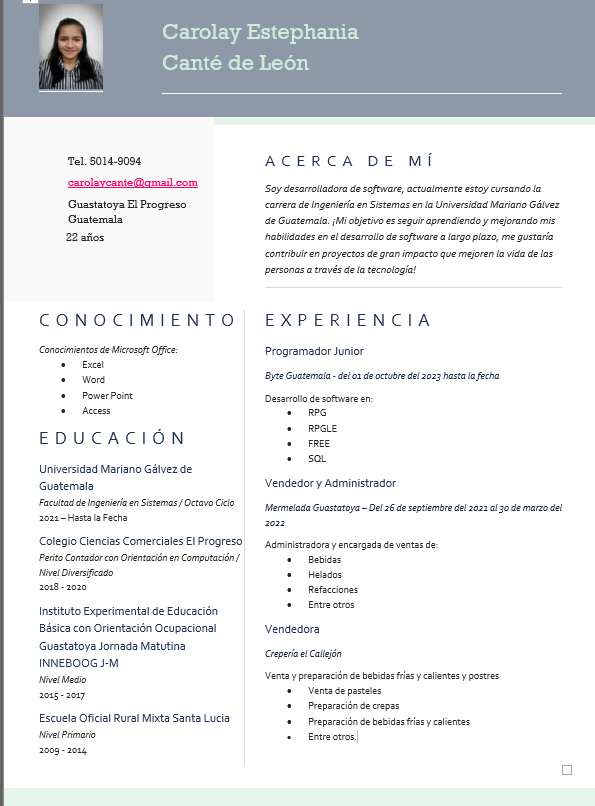 Carolay Estephania
Canté de León
Tel. 5014-9094
carolaycante@gmail.com
Guastatoya El Progreso
Guatemala
22 años
ACERCA DE MÍ
Soy desarrolladora de software, actualmente estoy cursando la
carrera de Ingeniería en Sistemas en la Universidad Mariano Gálvez
de Guatemala. ¡Mi objetivo es seguir aprendiendo y mejorando mis
habilidades en el desarrollo de software a largo plazo, me gustaría
contribuir en proyectos de gran impacto que mejoren la vida de las
personas a través de la tecnología!
CONOCIMIENTO
Conocimientos de Microsoft Office:
• Excel
• Word
• Power Point
• Access
EDUCACIÓN
Universidad Mariano Gálvez de
Guatemala
Facultad de Ingeniería en Sistemas / Octavo Ciclo
2021 – Hasta la Fecha
Colegio Ciencias Comerciales El Progreso
Perito Contador con Orientación en Computación /
Nivel Diversificado
2018 - 2020
Instituto Experimental de Educación
Básica con Orientación Ocupacional
Guastatoya Jornada Matutina
INNEBOOG J-M
Nivel Medio
2015 - 2017
Escuela Oficial Rural Mixta Santa Lucia
Nivel Primario
2009 - 2014
EXPERIENCIA
Programador Junior
Byte Guatemala - del 01 de octubre del 2023 hasta la fecha
Desarrollo de software en:
• RPG
• RPGLE
• FREE
• SQL
Vendedor y Administrador
Mermelada Guastatoya – Del 26 de septiembre del 2021 al 30 de marzo del
2022
Administradora y encargada de ventas de:
• Bebidas
• Helados
• Refacciones
• Entre otros
Vendedora
Crepería el Callejón
Venta y preparación de bebidas frías y calientes y postres
• Venta de pasteles
• Preparación de crepas
• Preparación de bebidas frías y calientes
• Entre otros.